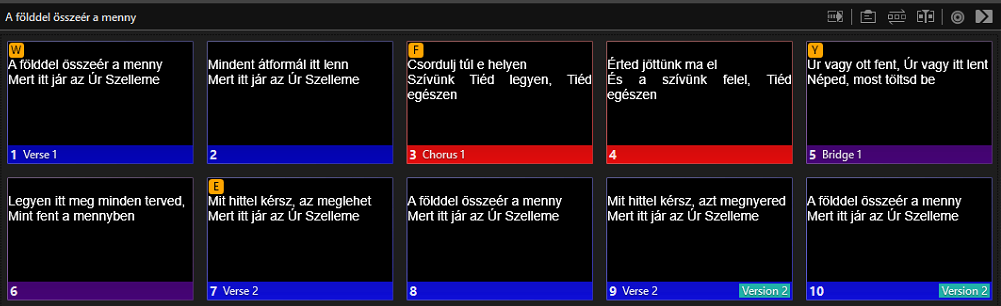 A földdel összeér a menny
W
A földdel összeér a menny
Mert itt jár az Úr Szelleme
1 Verse 1
Mindent átformál itt lenn
Mert itt jár az Úr Szelleme
2
F
Csordulj túl e helyen
Szívünk Tiéd legyen, Tiéd
egészen
3 Chorus 1
Érted jöttünk ma el
És a szívünk felel, Tiéd
egészen
4
Y
Úr vagy ott fent, Úr vagy itt lent
Néped, most töltsd be
5 Bridge 1
Legyen itt meg minden terved,
Mint fent a mennyben
6
E
Mit hittel kérsz, az meglehet
Mert itt jár az Úr Szelleme
7 Verse 2
A földdel összeér a menny
Mert itt jár az Úr Szelleme
8
Mit hittel kérsz, azt megnyered
Mert itt jár az Úr Szelleme
9 Verse 2 Version 2
A földdel összeér a menny
Mert itt jár az Úr Szelleme
10 Version 2